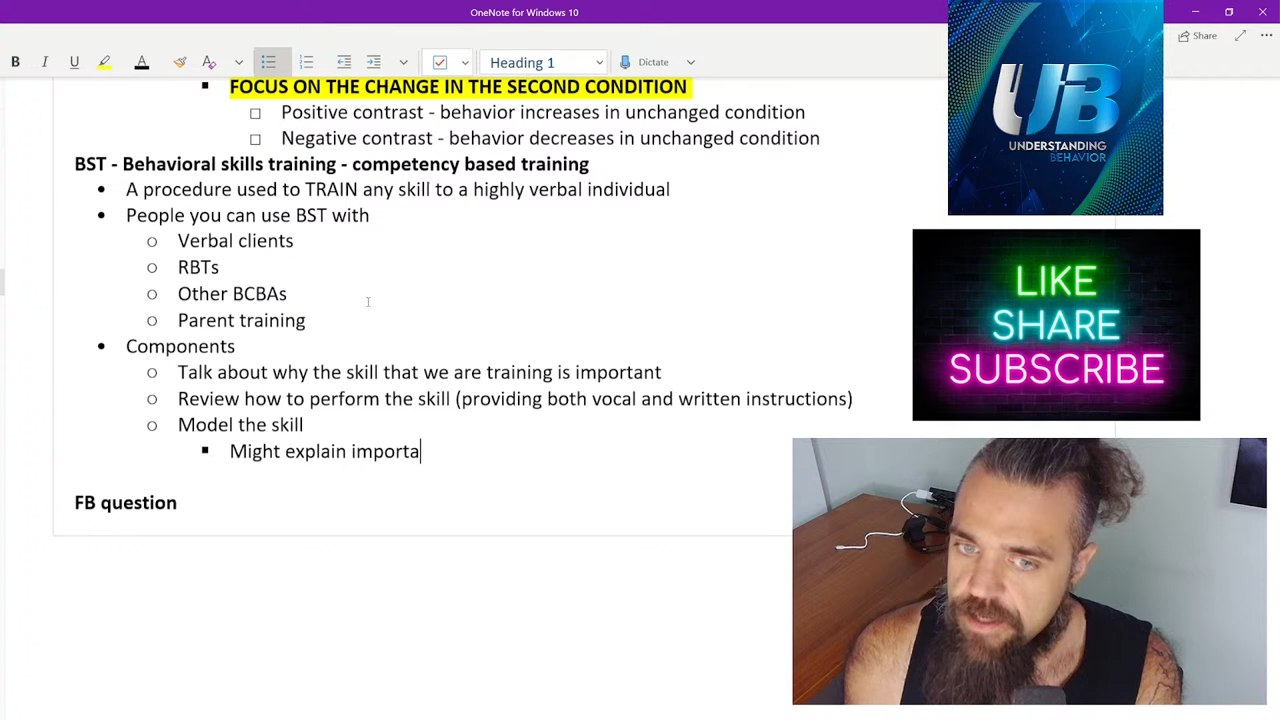 OneNote for Windows 10
Share
B I U A A Heading 1 Dictate
FOCUS ON THE CHANGE IN THE SECOND CONDITION
Positive contrast - behavior increases in unchanged condition
Negative contrast - behavior decreases in unchanged condition
BST - Behavioral skills training - competency based training
A procedure used to TRAIN any skill to a highly verbal individual
People you can use BST with
Verbal clients
RBTs
Other BCBAs
Parent training
Components
Talk about why the skill that we are training is important
Review how to perform the skill (providing both vocal and written instructions)
Model the skill
Might explain importa
FB question
UB
UNDERSTANDING
BEHAVIOR
LIKE
SHARE
SUBSCRIBE